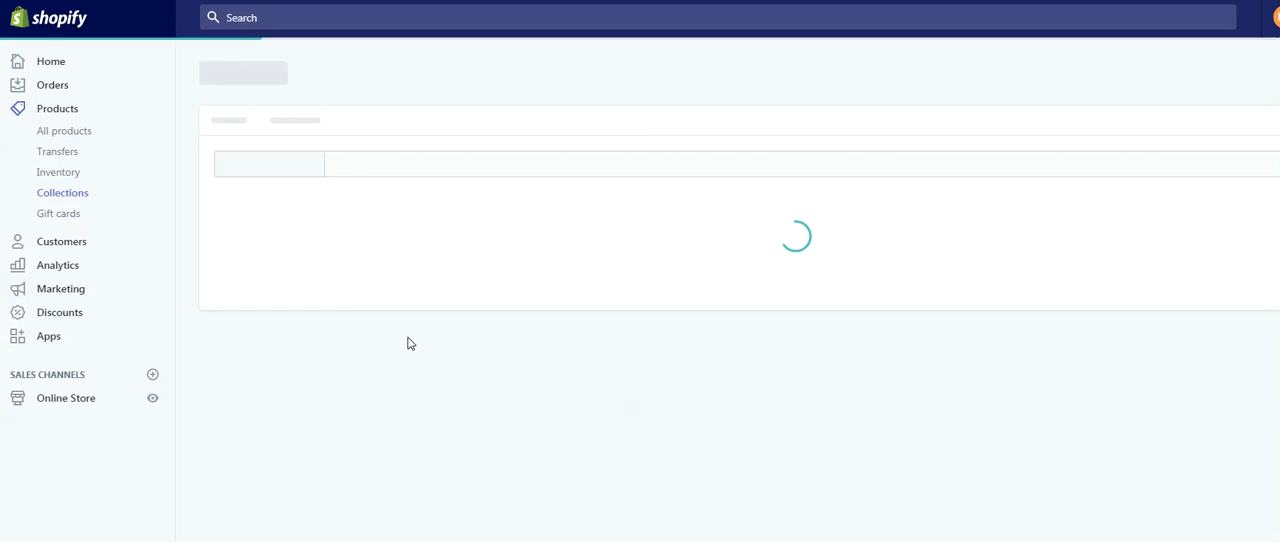 shopify
Search
Home
Orders
Products
All products
Transfers
Inventory
Collections
Gift cards
Customers
Analytics
Marketing
Discounts
Apps
SALES CHANNELS
Online Store